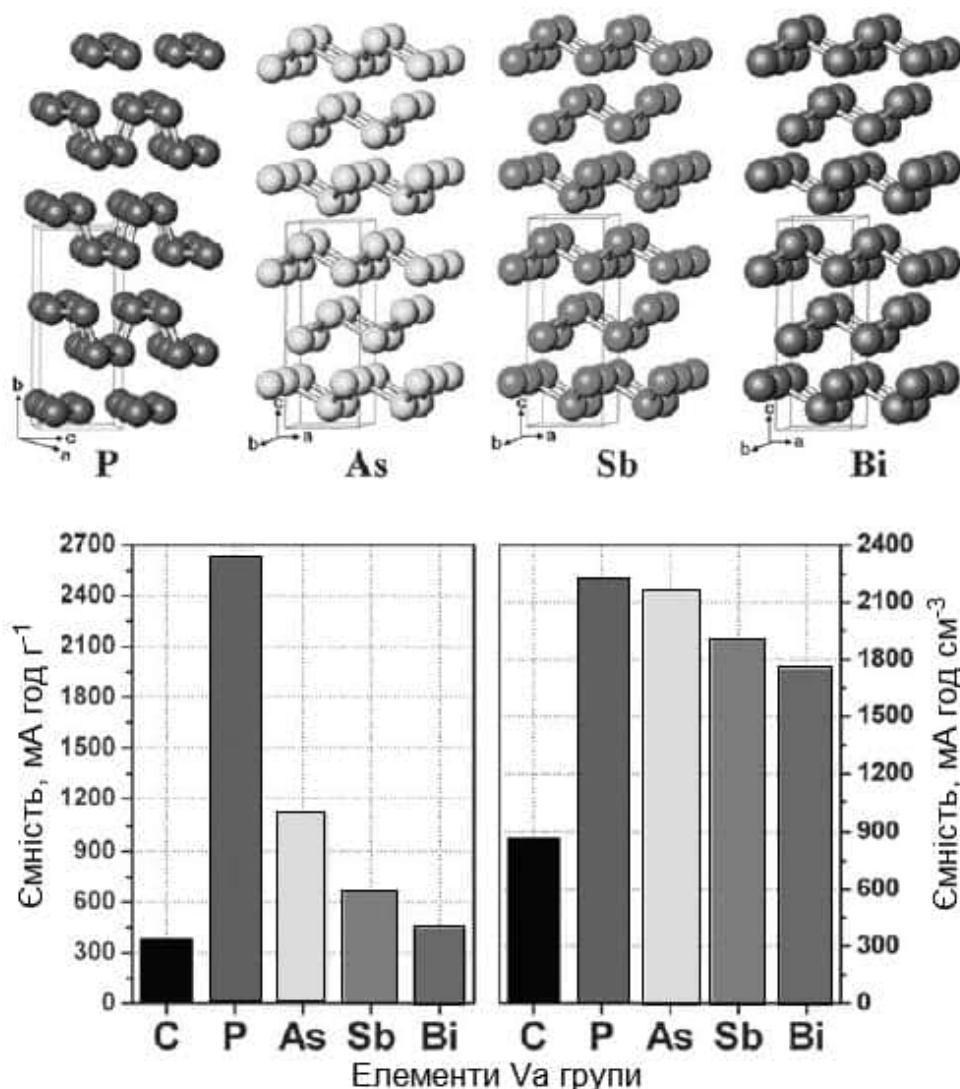 b
c
a
P
c
b
a
As
c
b
a
Sb
c
b
a
Bi
Ємність, мА год г⁻¹
2700
2400
2100
1800
1500
1200
900
600
300
0
C P As Sb Bi
2400
2100
1800
1500
1200
900
600
300
0
Ємність, мА год см⁻³
C P As Sb Bi
Елементи Va групи